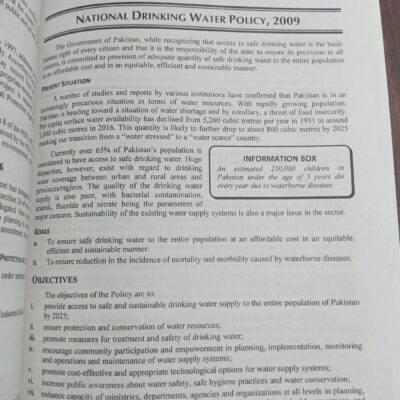 NATIONAL DRINKING WATER POLICY, 2009
The Government of Pakistan, while recognizing that access to safe drinking water is the basic
human right of every citizen and that it is the responsibility of the state to ensure its provision to all
citizens, is committed to provision of adequate quantity of safe drinking water to the entire population
at an affordable cost and in an equitable, efficient and sustainable manner.
PRESENT SITUATION
A number of studies and reports by various institutions have confirmed that Pakistan is in an
increasingly precarious situation in terms of water resources. With rapidly growing population,
Pakistan is heading toward a situation of water shortage and by corollary, a threat of food insecurity.
Per capita surface water availability has declined from 5,260 cubic metres per year in 1951 to around
1,000 cubic metres in 2016. This quantity is likely to further drop to about 860 cubic metres by 2025
marking our transition from a "water stressed" to a "water scarce" country.
Currently over 65% of Pakistan's population is
considered to have access to safe drinking water. Huge
disparities, however, exist with regard to drinking
water coverage between urban and rural areas and
provinces/regions. The quality of the drinking water
supply is also poor, with bacterial contamination,
arsenic, fluoride and nitrate being the parameters of
major concern. Sustainability of the existing water supply systems is also a major issue in the sector.
INFORMATION BOX
An estimated 250,000 children in
Pakistan under the age of 5 years die
every year due to waterborne diseases.
GOALS
a. To ensure safe drinking water to the entire population at an affordable cost in an equitable,
efficient and sustainable manner.
b. To ensure reduction in the incidence of mortality and morbidity caused by waterborne diseases.
OBJECTIVES
The objectives of the Policy are to:
i. provide access to safe and sustainable drinking water supply to the entire population of Pakistan
by 2025;
ii. ensure protection and conservation of water resources;
iii. promote measures for treatment and safety of drinking water;
iv. encourage community participation and empowerment in planning, implementation, monitoring
and operations and maintenance of water supply systems;
v. promote cost-effective and appropriate technological options for water supply systems;
vi. increase public awareness about water safety, safe hygiene practices and water conservation;
vii. enhance capacity of ministries, departments, agencies and organizations at all levels in planning,